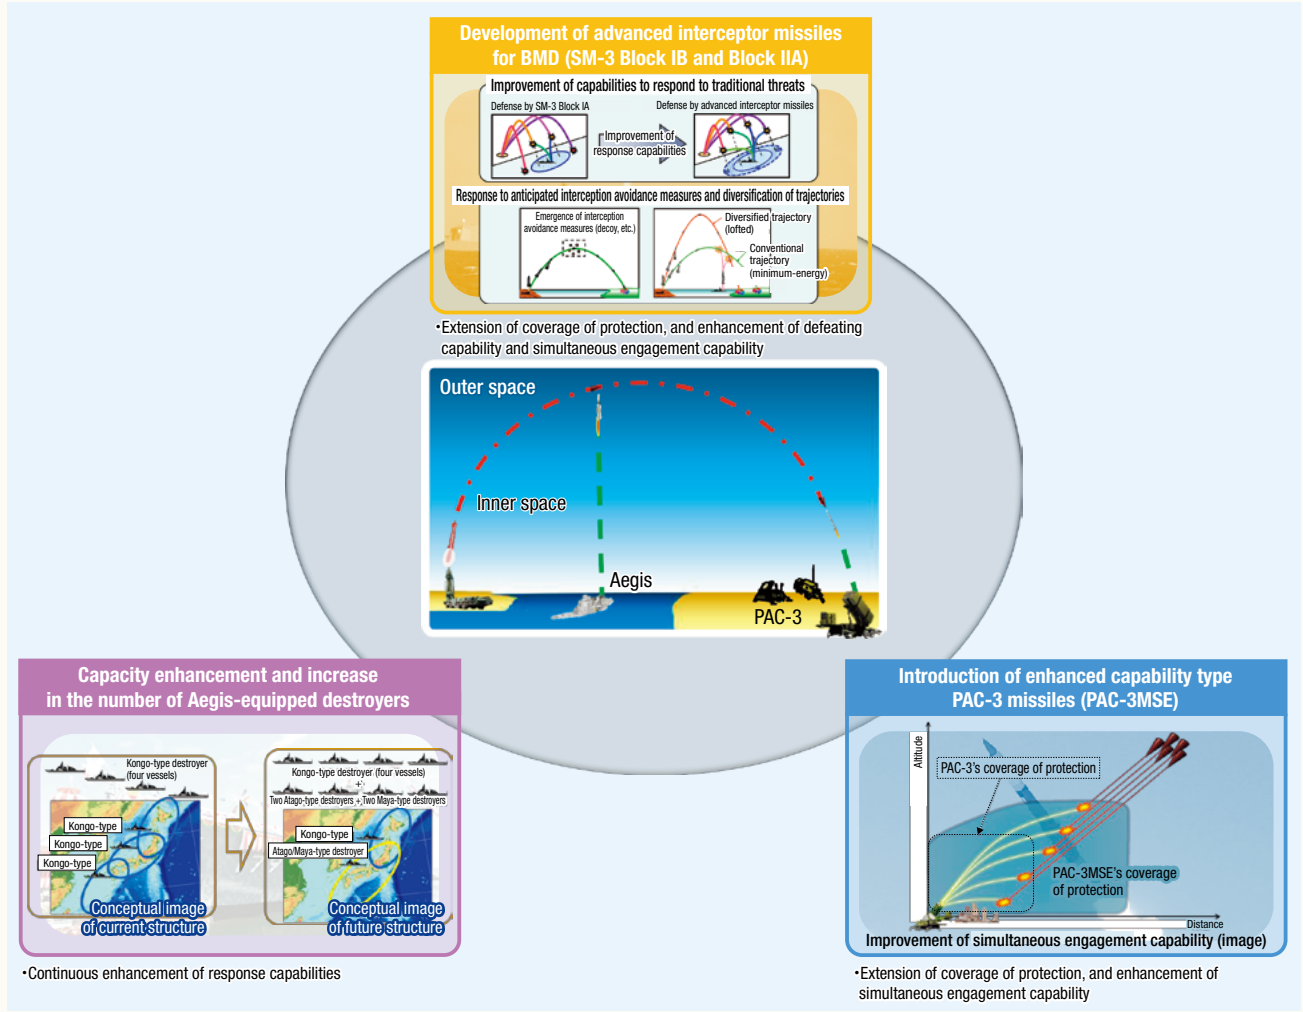 Development of advanced interceptor missiles
for BMD (SM-3 Block IB and Block IIA)
Improvement of capabilities to respond to traditional threats
Defense by SM-3 Block IA
Defense by advanced interceptor missiles
Improvement of
response capabilities
Response to anticipated interception avoidance measures and diversification of trajectories
Emergence of interception
avoidance measures (decoy, etc.)
Diversified trajectory
(lofted)
Conventional
trajectory
(minimum-energy)
・Extension of coverage of protection, and enhancement of defeating
capability and simultaneous engagement capability
Outer space
Inner space
Aegis
PAC-3
Capacity enhancement and increase
in the number of Aegis-equipped destroyers
Kongo-type destroyer
(four vessels)
Kongo-type
Kongo-type
Kongo-type
Conceptual image
of current structure
Kongo-type destroyer (four vessels)
+
Two Atago-type destroyers + Two Maya-type destroyers
Kongo-type
Atago/Maya-type destroyer
Conceptual image
of future structure
・Continuous enhancement of response capabilities
Introduction of enhanced capability type
PAC-3 missiles (PAC-3MSE)
Altitude
PAC-3's coverage of protection
PAC-3MSE's coverage
of protection
Distance
Improvement of simultaneous engagement capability (image)
・Extension of coverage of protection, and enhancement of
simultaneous engagement capability